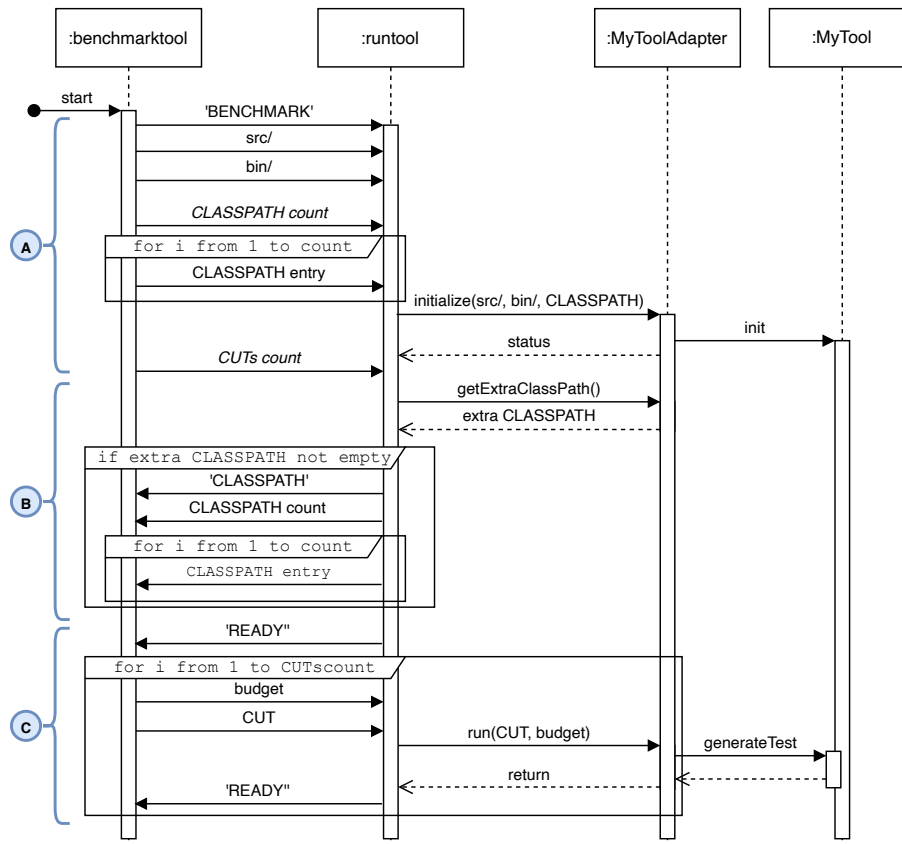 :benchmarktool
:runtool
:MyToolAdapter
:MyTool
start
'BENCHMARK'
src/
bin/
CLASSPATH count
A
for i from 1 to count
CLASSPATH entry
initialize(src/, bin/, CLASSPATH)
init
status
CUTs count
getExtraClassPath()
extra CLASSPATH
if extra CLASSPATH not empty
'CLASSPATH'
B
CLASSPATH count
for i from 1 to count
CLASSPATH entry
'READY"
for i from 1 to CUTscount
budget
CUT
C
run(CUT, budget)
generateTest
return
'READY"